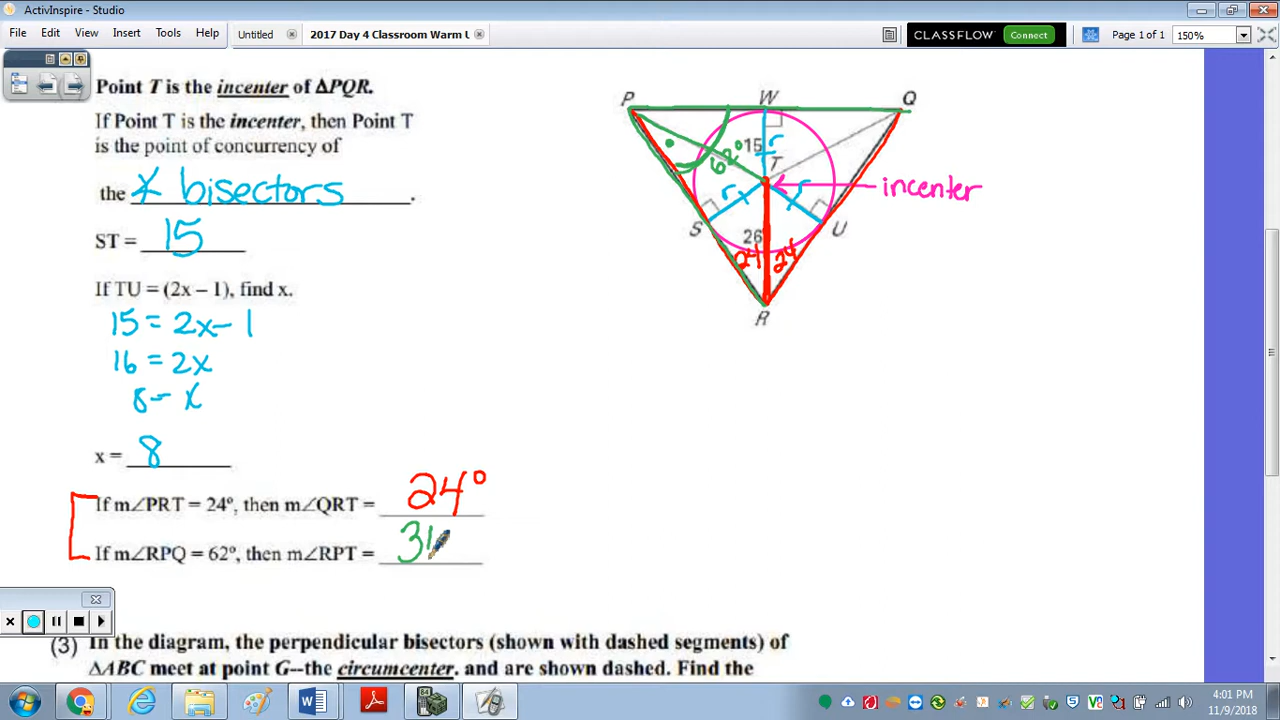 ActivInspire - Studio
File Edit View Insert Tools Help Untitled 2017 Day 4 Classroom Warm U CLASSFLOW Connect Page 1 of 1 150%
Point T is the incenter of ΔPQR.
If Point T is the incenter, then Point T
is the point of concurrency of
the ∡ bisectors.
ST = 15
If TU = (2x – 1), find x.
15 = 2x - 1
16 = 2x
8 = x
x = 8
If m∠PRT = 24º, then m∠QRT = 24°
If m∠RPQ = 62º, then m∠RPT = 31
P W Q
15 r
62°
T
r r
incenter
S U
26
24 24
R
(3) In the diagram, the perpendicular bisectors (shown with dashed segments) of
ΔABC meet at point G--the circumcenter. and are shown dashed. Find the
4:01 PM
11/9/2018